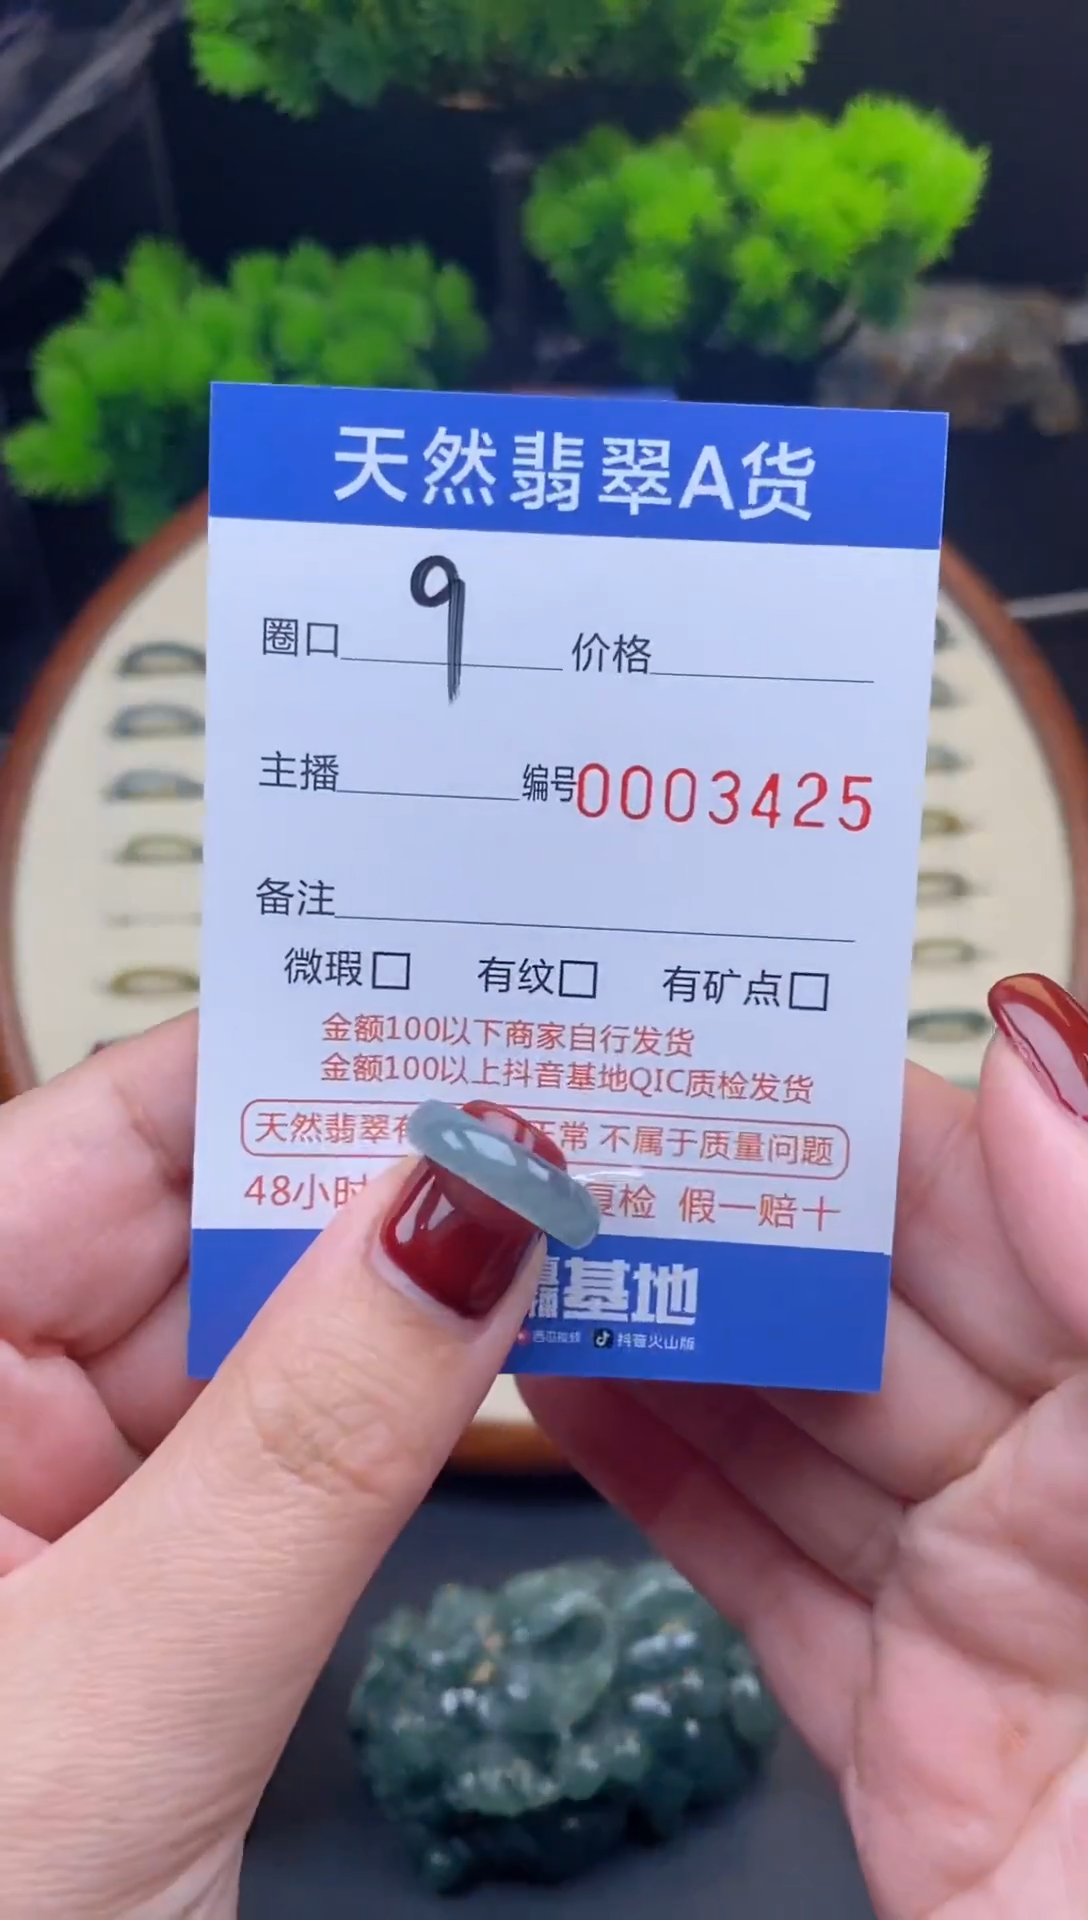 天然翡翠A货
圈口 9 价格
主播 编号0003425
备注
微瑕□ 有纹□ 有矿点□
金额100以下商家自行发货
金额100以上抖音基地QIC质检发货
天然翡翠有 正常 不属于质量问题
48小时 复检 假一赔十
直播基地
西瓜视频 抖音火山版